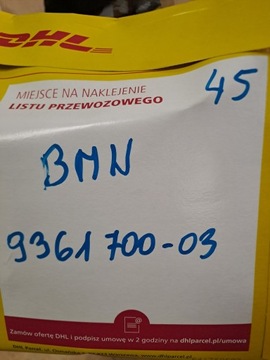 DHL
MIEJSCE NA NAKLEJENIE
LISTU PRZEWOZOWEGO
45
BMN
9361700-03
Zamów ofertę DHL i podpisz umowę w 2 godziny na dhlparcel.pl/umowa